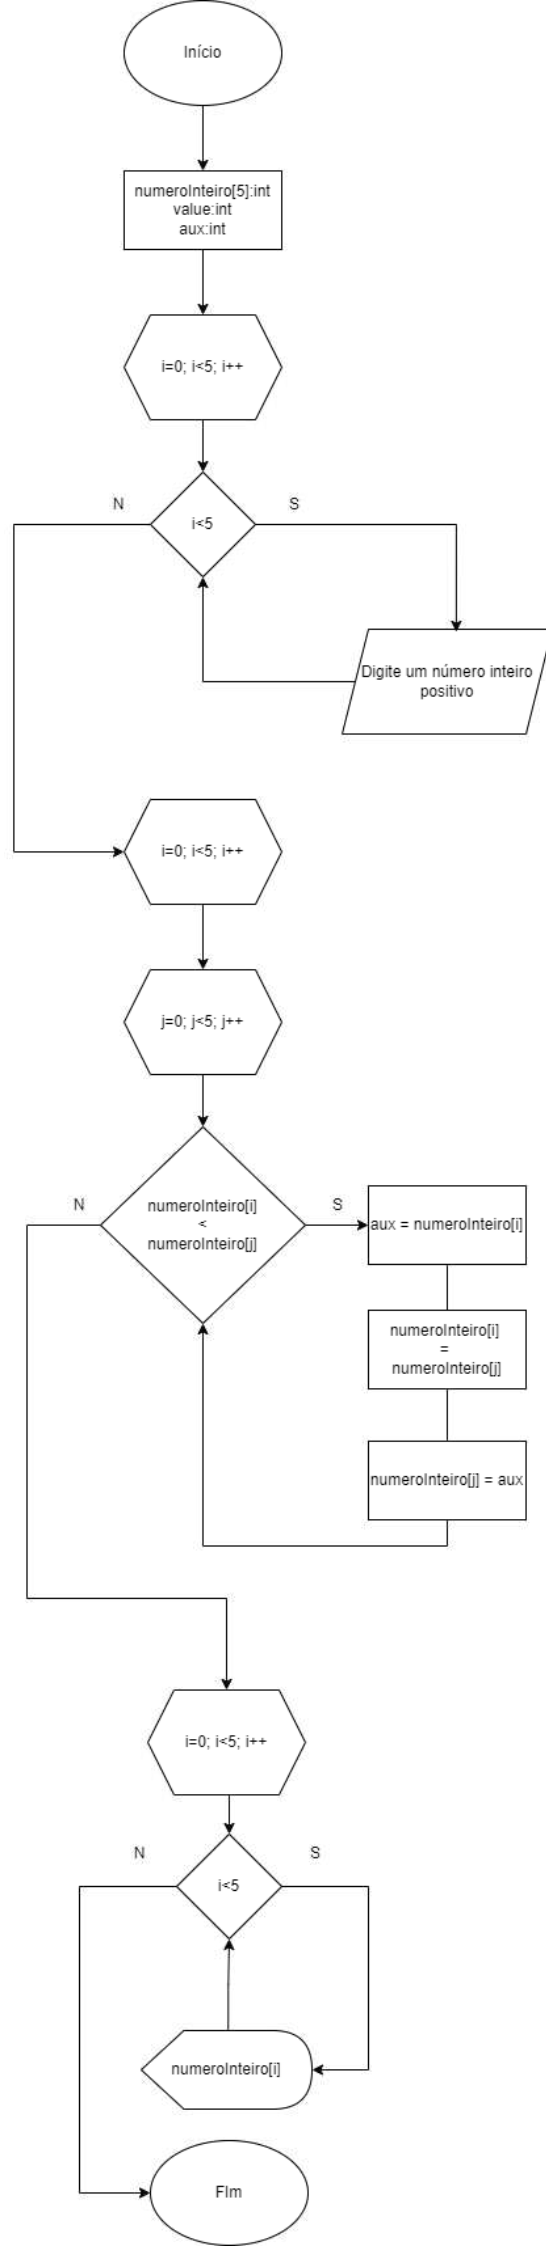 Início
numeroInteiro[5]:int
value:int
aux:int
i=0; i<5; i++
N
S
i<5
Digite um número inteiro
positivo
i=0; i<5; i++
j=0; j<5; j++
N
S
numeroInteiro[i]
<
numeroInteiro[j]
aux = numeroInteiro[i]
numeroInteiro[i]
=
numeroInteiro[j]
numeroInteiro[j] = aux
i=0; i<5; i++
N
S
i<5
numeroInteiro[i]
FIm